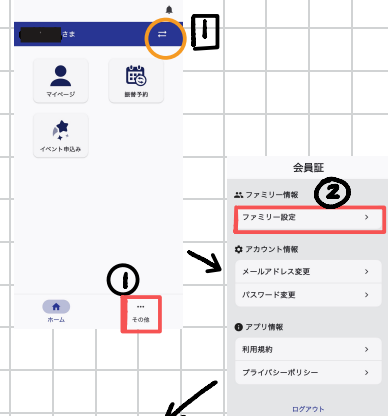 さま
1
マイページ
振替予約
イベント申込み
1
ホーム
その他
会員証
ファミリー情報
2
ファミリー設定
アカウント情報
メールアドレス変更
パスワード変更
アプリ情報
利用規約
プライバシーポリシー
ログアウト